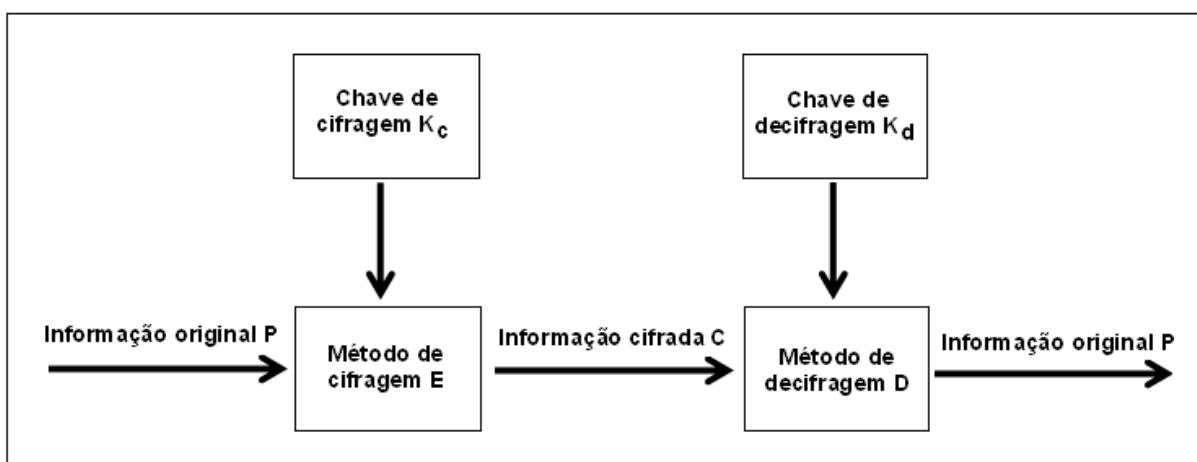 Chave de
cifragem Kc
Chave de
decifragem Kd
Informação original P
Método de
cifragem E
Informação cifrada C
Método de
decifragem D
Informação original P